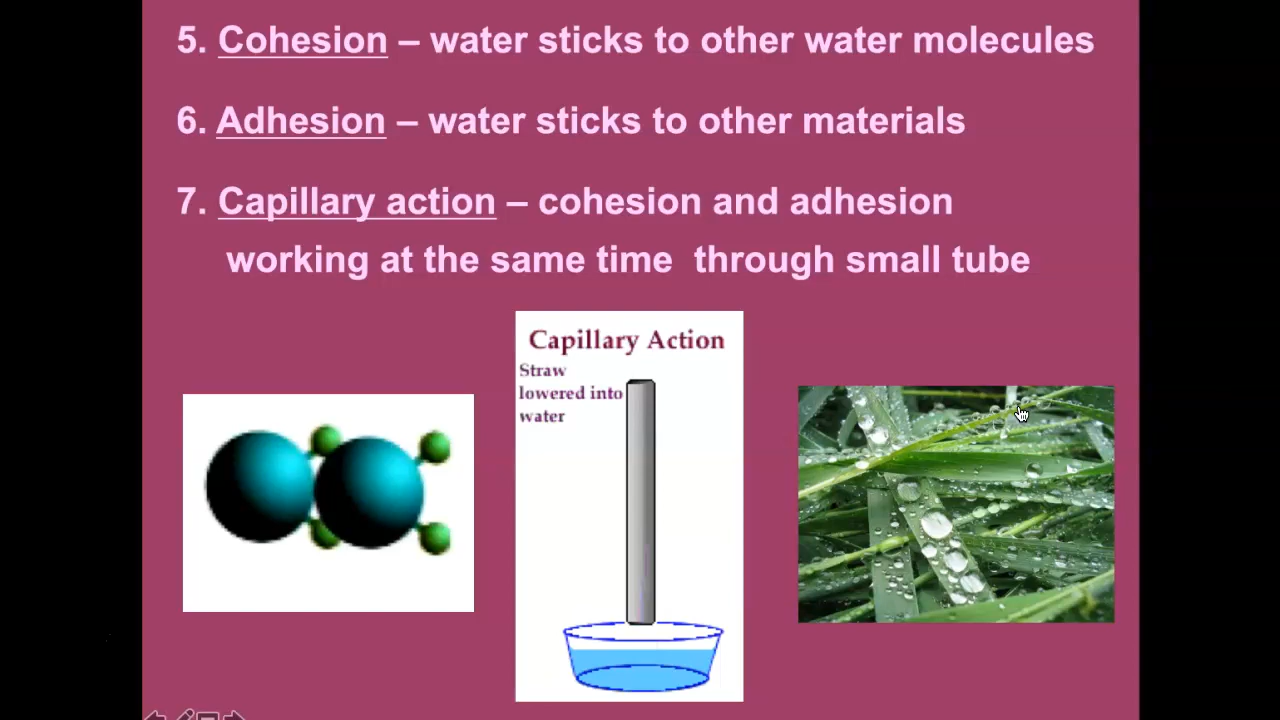 5. Cohesion – water sticks to other water molecules
6. Adhesion – water sticks to other materials
7. Capillary action – cohesion and adhesion
working at the same time  through small tube
Capillary Action
Straw
lowered into
water